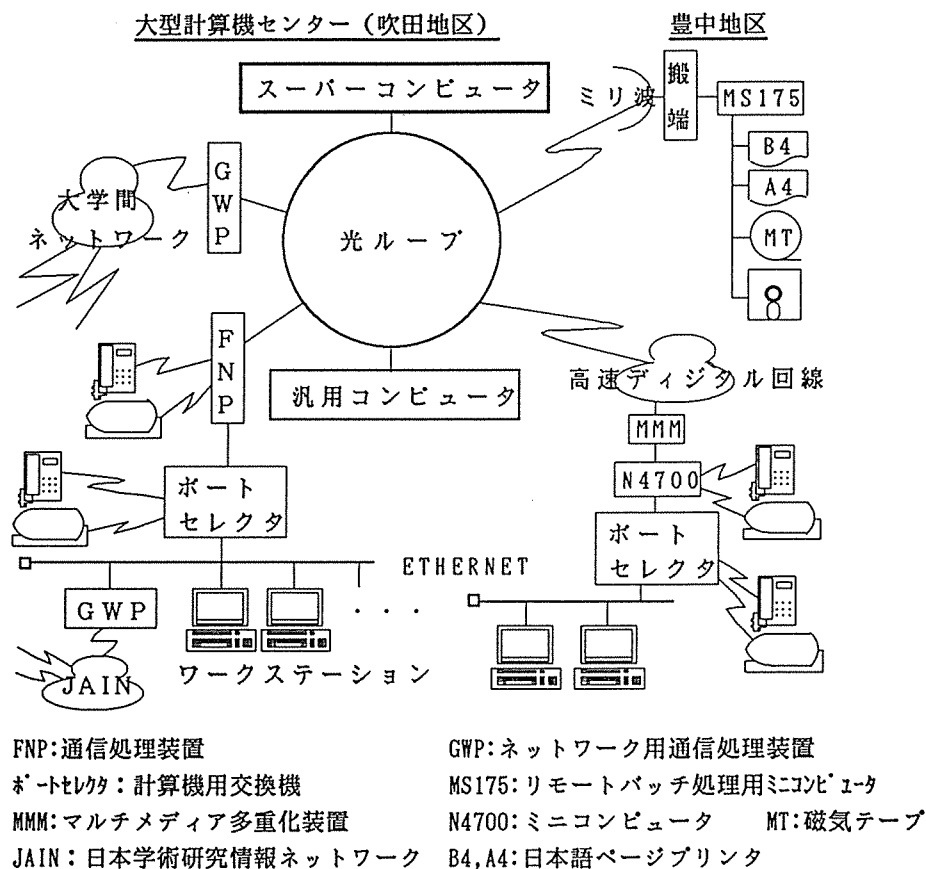 大型計算機センター(吹田地区)
豊中地区
スーパーコンピュータ
ミリ波
搬端
MS175
B4
A4
MT
GWP
大学間
ネットワーク
光ループ
FNP
汎用コンピュータ
高速ディジタル回線
MMM
N4700
ポート
セレクタ
ポート
セレクタ
ETHERNET
GWP
・・・
ワークステーション
JAIN
FNP:通信処理装置
GWP:ネットワーク用通信処理装置
ポートセレクタ:計算機用交換機
MS175:リモートバッチ処理用ミニコンピュータ
MMM:マルチメディア多重化装置
N4700:ミニコンピュータ MT:磁気テープ
JAIN:日本学術研究情報ネットワーク
B4,A4:日本語ページプリンタ